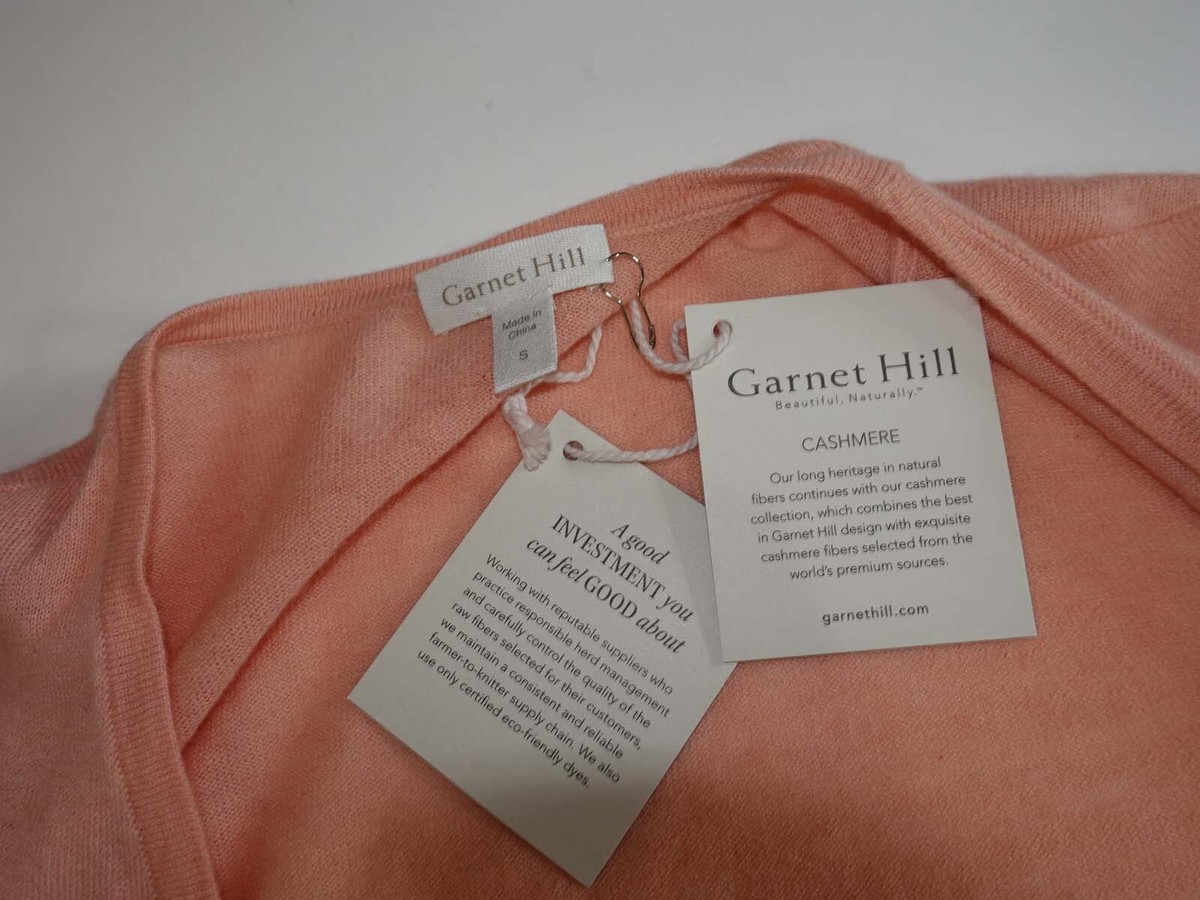 Garnet Hill
Made in
China
S
Garnet Hill
Beautiful, Naturally.™
CASHMERE
Our long heritage in natural
fibers continues with our cashmere
collection, which combines the best
in Garnet Hill design with exquisite
cashmere fibers selected from the
world's premium sources.
garnethill.com
A good
INVESTMENT you
can feel GOOD about
Working with reputable suppliers who
practice responsible herd management
and carefully control the quality of the
raw fibers selected for their customers,
we maintain a consistent and reliable
farmer-to-knitter supply chain. We also
use only certified eco-friendly dyes.